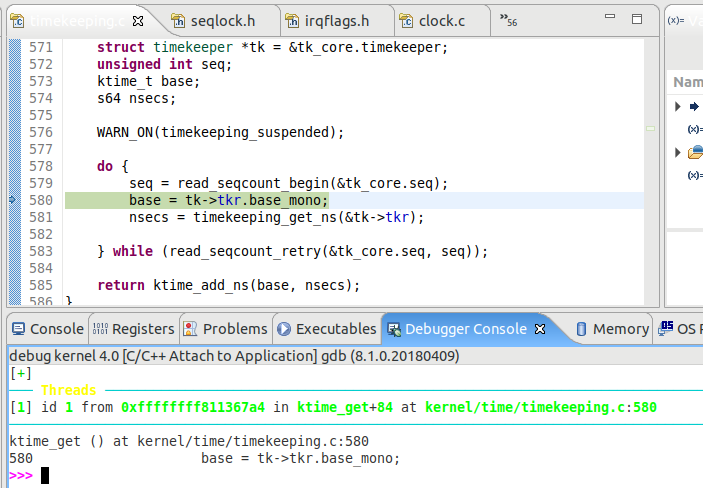 timekeeping.c seqlock.h irqflags.h clock.c »56 (x)= Va
571 struct timekeeper *tk = &tk_core.timekeeper;
572 unsigned int seq;
573 ktime_t base;
574 s64 nsecs;
575
576 WARN_ON(timekeeping_suspended);
577
578 do {
579 seq = read_seqcount_begin(&tk_core.seq);
580 base = tk->tkr.base_mono;
581 nsecs = timekeeping_get_ns(&tk->tkr);
582
583 } while (read_seqcount_retry(&tk_core.seq, seq));
584
585 return ktime_add_ns(base, nsecs);
586 }
Nam
(x)=
(x)=
Console Registers Problems Executables Debugger Console Memory OS R
debug kernel 4.0 [C/C++ Attach to Application] gdb (8.1.0.20180409)
[+]
Threads
[1] id 1 from 0xffffffff811367a4 in ktime_get+84 at kernel/time/timekeeping.c:580
ktime_get () at kernel/time/timekeeping.c:580
580 base = tk->tkr.base_mono;
>>>